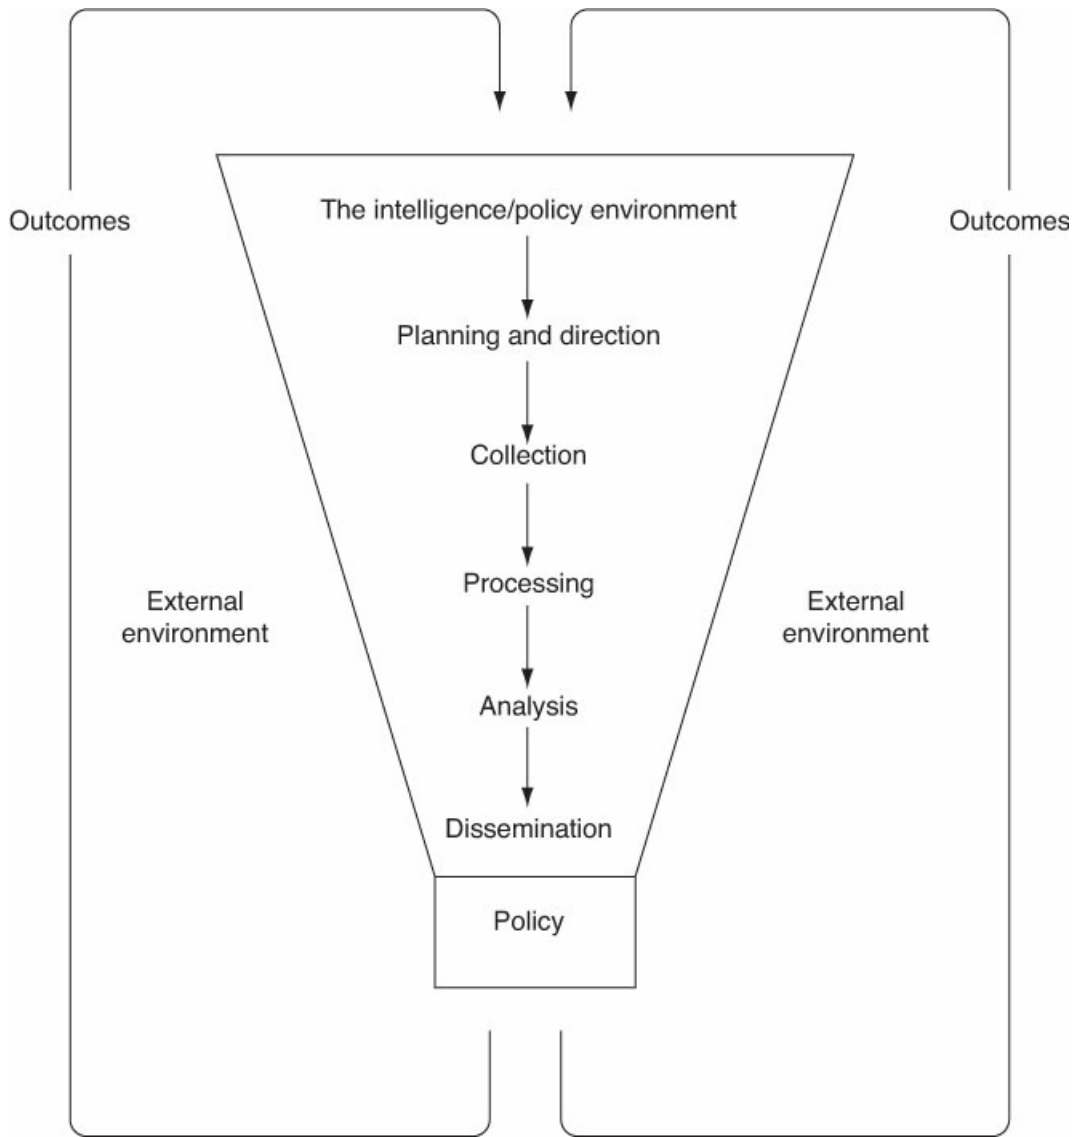 Outcomes
Outcomes
The intelligence/policy environment
Planning and direction
Collection
Processing
External
environment
External
environment
Analysis
Dissemination
Policy